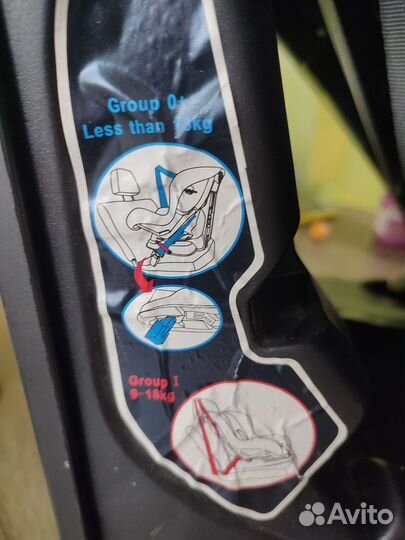 Group 0+
Less than 13kg
Group I
9-18kg
Avito